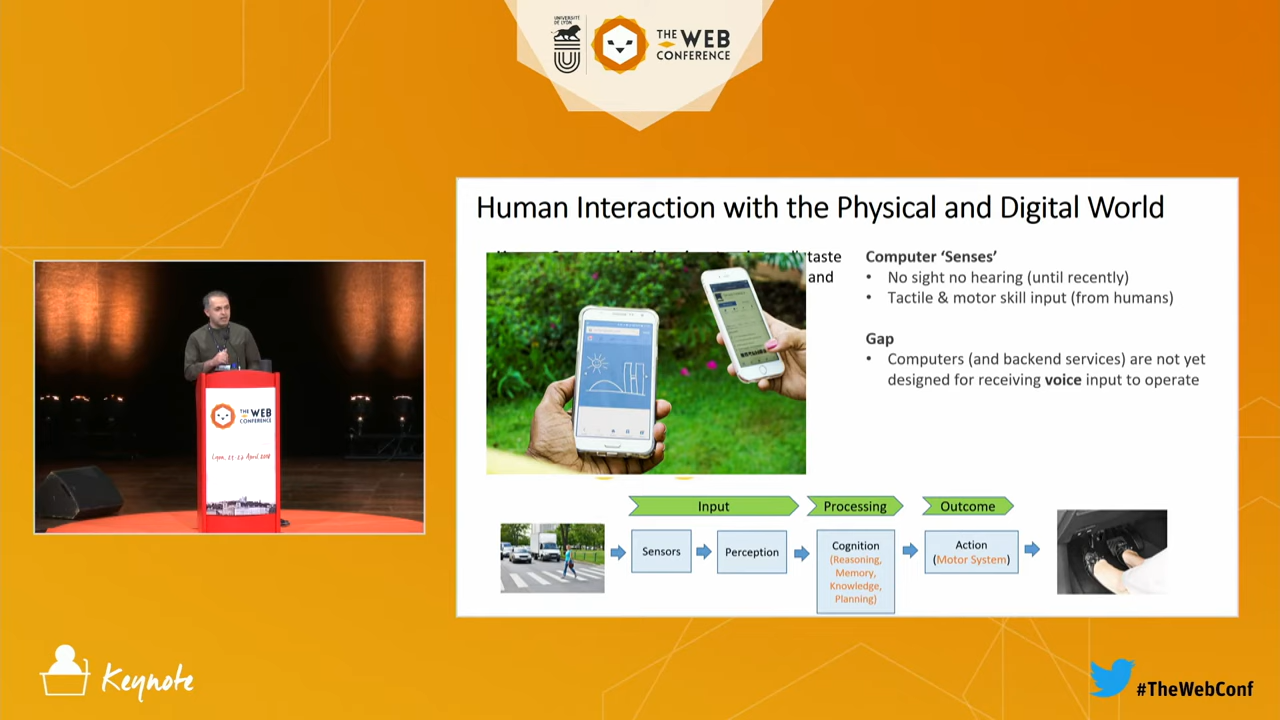 UNIVERSITÉ
DE LYON
THE WEB
CONFERENCE
Human Interaction with the Physical and Digital World
taste
and
Computer ‘Senses’
• No sight no hearing (until recently)
• Tactile & motor skill input (from humans)
Gap
• Computers (and backend services) are not yet
designed for receiving voice input to operate
Input
Processing
Outcome
Sensors
Perception
Cognition
(Reasoning,
Memory,
Knowledge,
Planning)
Action
(Motor System)
THE WEB
CONFERENCE
Keynote
#TheWebConf